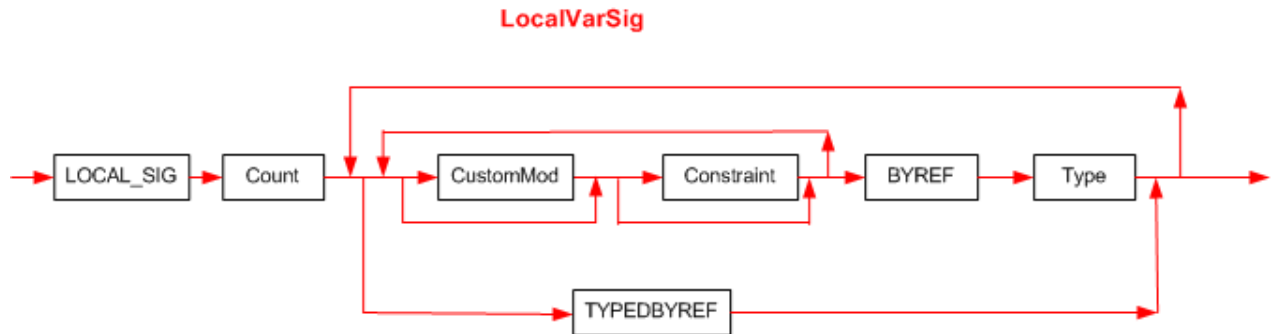 LocalVarSig
LOCAL_SIG
Count
CustomMod
Constraint
BYREF
Type
TYPEDBYREF